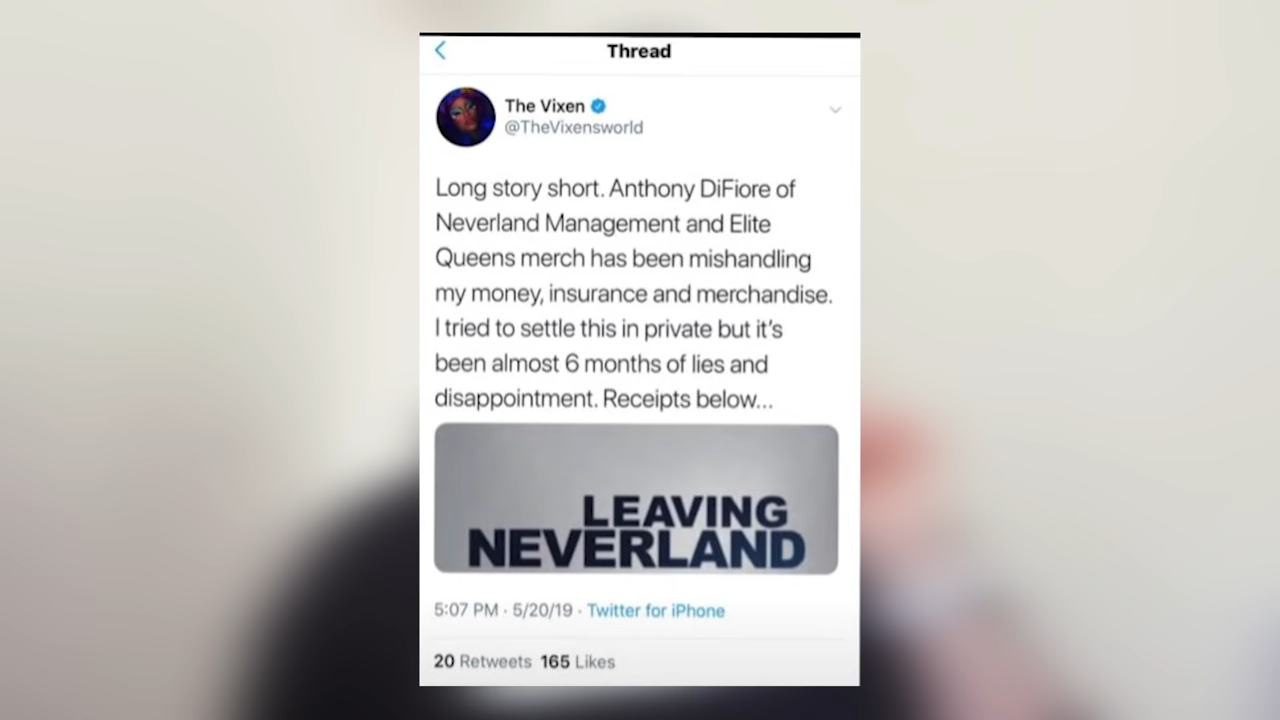 Thread
The Vixen
@TheVixensworld
Long story short. Anthony DiFiore of
Neverland Management and Elite
Queens merch has been mishandling
my money, insurance and merchandise.
I tried to settle this in private but it's
been almost 6 months of lies and
disappointment. Receipts below...
LEAVING
NEVERLAND
5:07 PM · 5/20/19 · Twitter for iPhone
20 Retweets 165 Likes